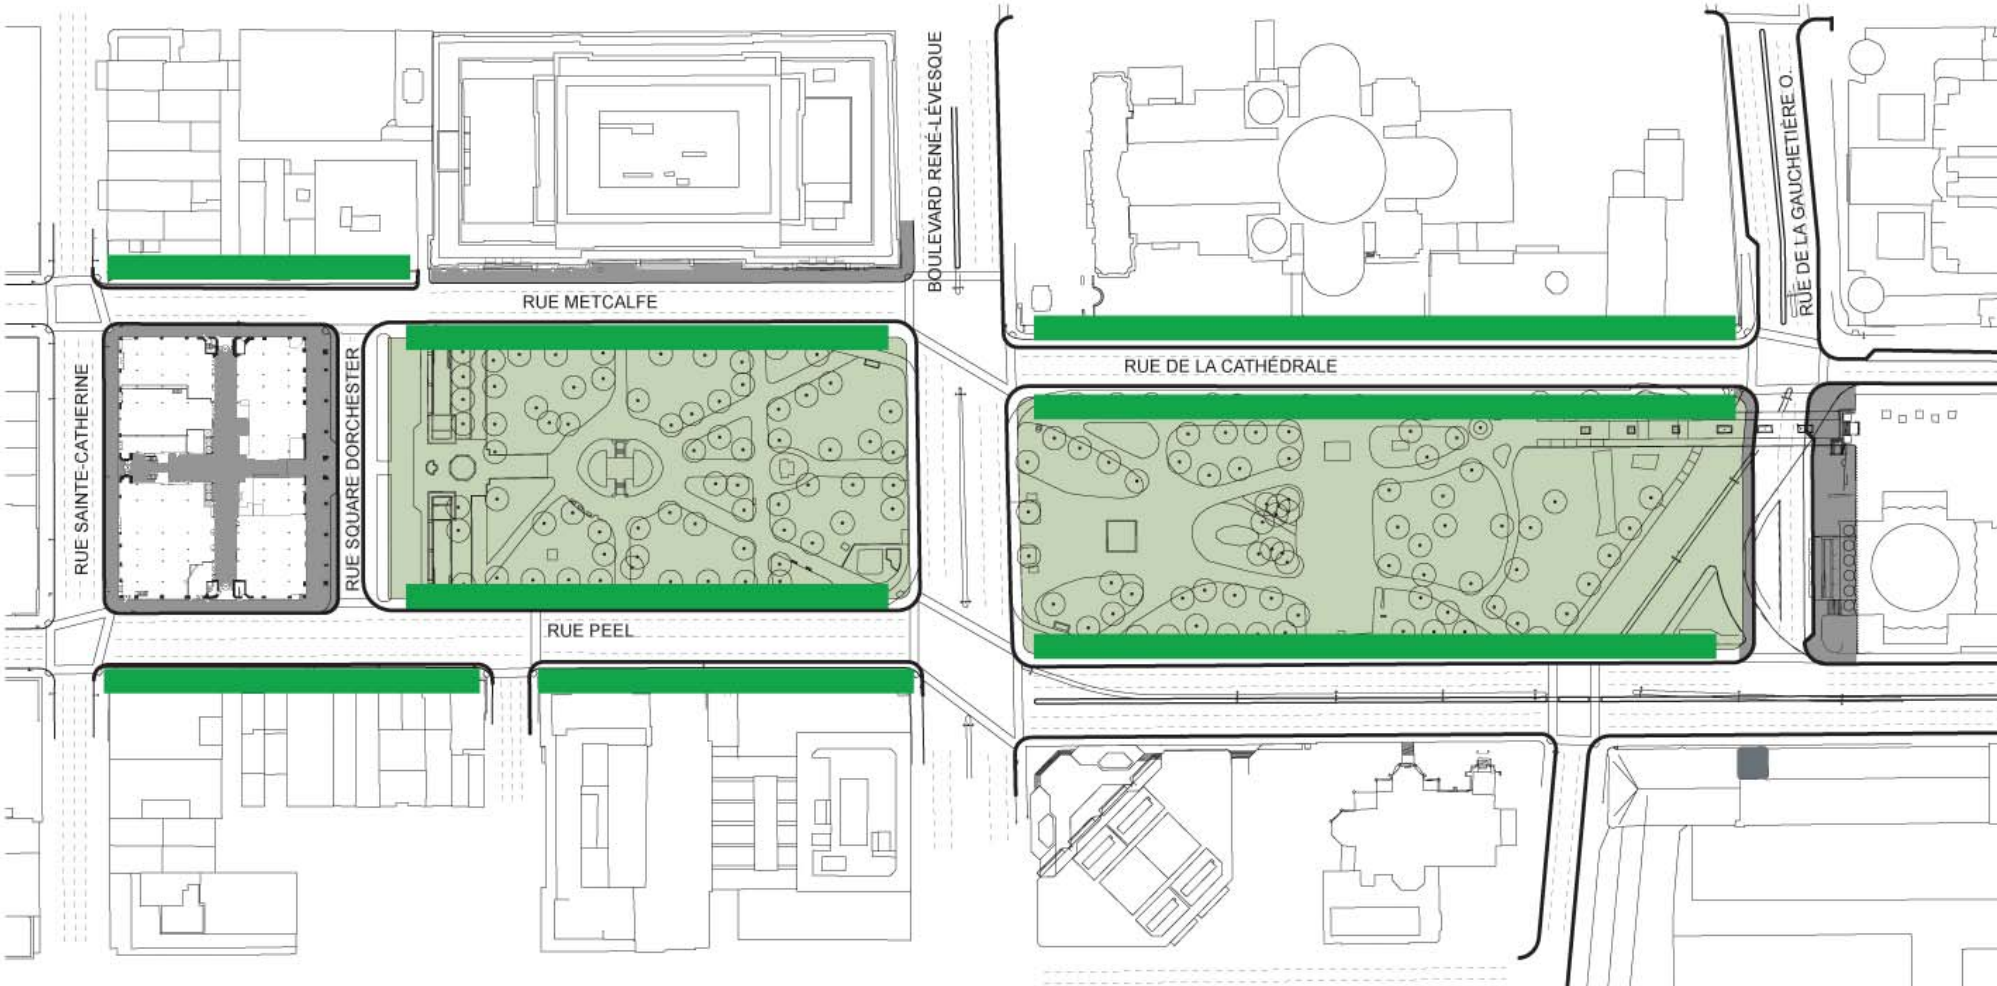 BOULEVARD RENÉ-LÉVESQUE
RUE DE LA GAUCHETIÈRE O.
RUE METCALFE
RUE DE LA CATHÉDRALE
RUE SAINTE-CATHERINE
RUE SQUARE DORCHESTER
RUE PEEL